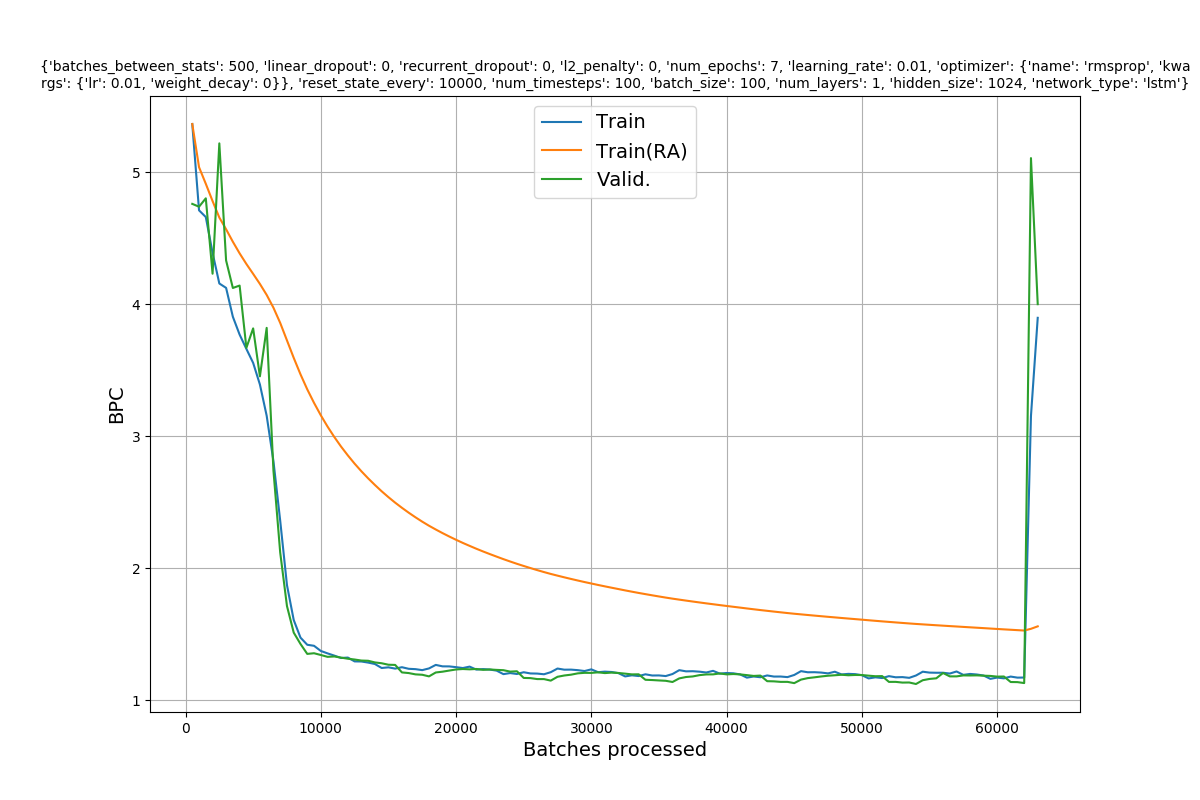 {'batches_between_stats': 500, 'linear_dropout': 0, 'recurrent_dropout': 0, 'l2_penalty': 0, 'num_epochs': 7, 'learning_rate': 0.01, 'optimizer': {'name': 'rmsprop', 'kwa
rgs': {'lr': 0.01, 'weight_decay': 0}}, 'reset_state_every': 10000, 'num_timesteps': 100, 'batch_size': 100, 'num_layers': 1, 'hidden_size': 1024, 'network_type': 'lstm'}
Train
Train(RA)
Valid.
5
4
3
2
1
BPC
0 10000 20000 30000 40000 50000 60000
Batches processed